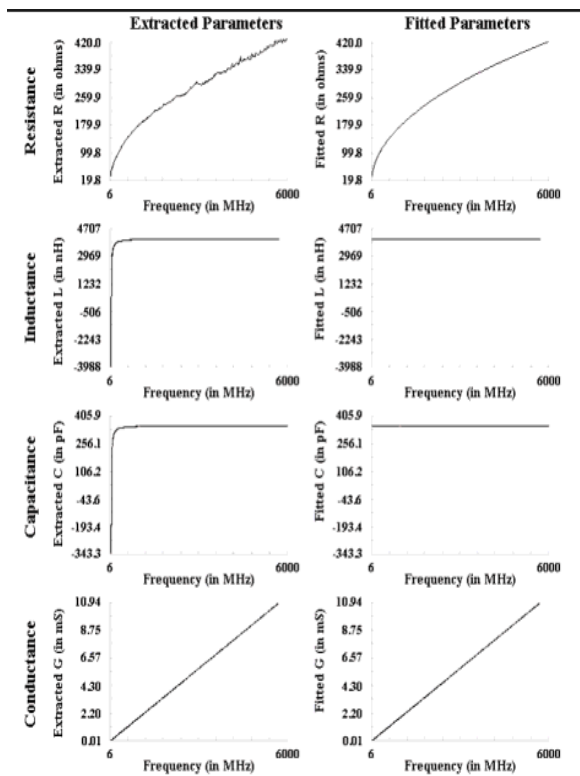 Extracted Parameters
Fitted Parameters
Resistance
Extracted R (in ohms)
420.0
339.9
259.9
179.9
99.8
19.8
6
6000
Frequency (in MHz)
Fitted R (in ohms)
420.0
339.9
259.9
179.9
99.8
19.8
6
6000
Frequency (in MHz)
Inductance
Extracted L (in nH)
4707
2969
1232
-506
-2243
-3988
6
6000
Frequency (in MHz)
Fitted L (in nH)
4707
2969
1232
-506
-2243
-3988
6
6000
Frequency (in MHz)
Capacitance
Extracted C (in pF)
405.9
256.1
106.2
-43.6
-193.4
-343.3
6
6000
Frequency (in MHz)
Fitted C (in pF)
405.9
256.1
106.2
-43.6
-193.4
-343.3
6
6000
Frequency (in MHz)
Conductance
Extracted G (in mS)
10.94
8.75
6.57
4.30
2.20
0.01
6
6000
Frequency (in MHz)
Fitted G (in mS)
10.94
8.75
6.57
4.30
2.20
0.01
6
6000
Frequency (in MHz)